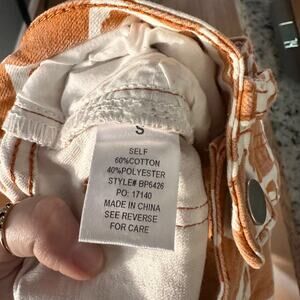 S
SELF
60%COTTON
40%POLYESTER
STYLE# BP6426
PO: 17140
MADE IN CHINA
SEE REVERSE
FOR CARE